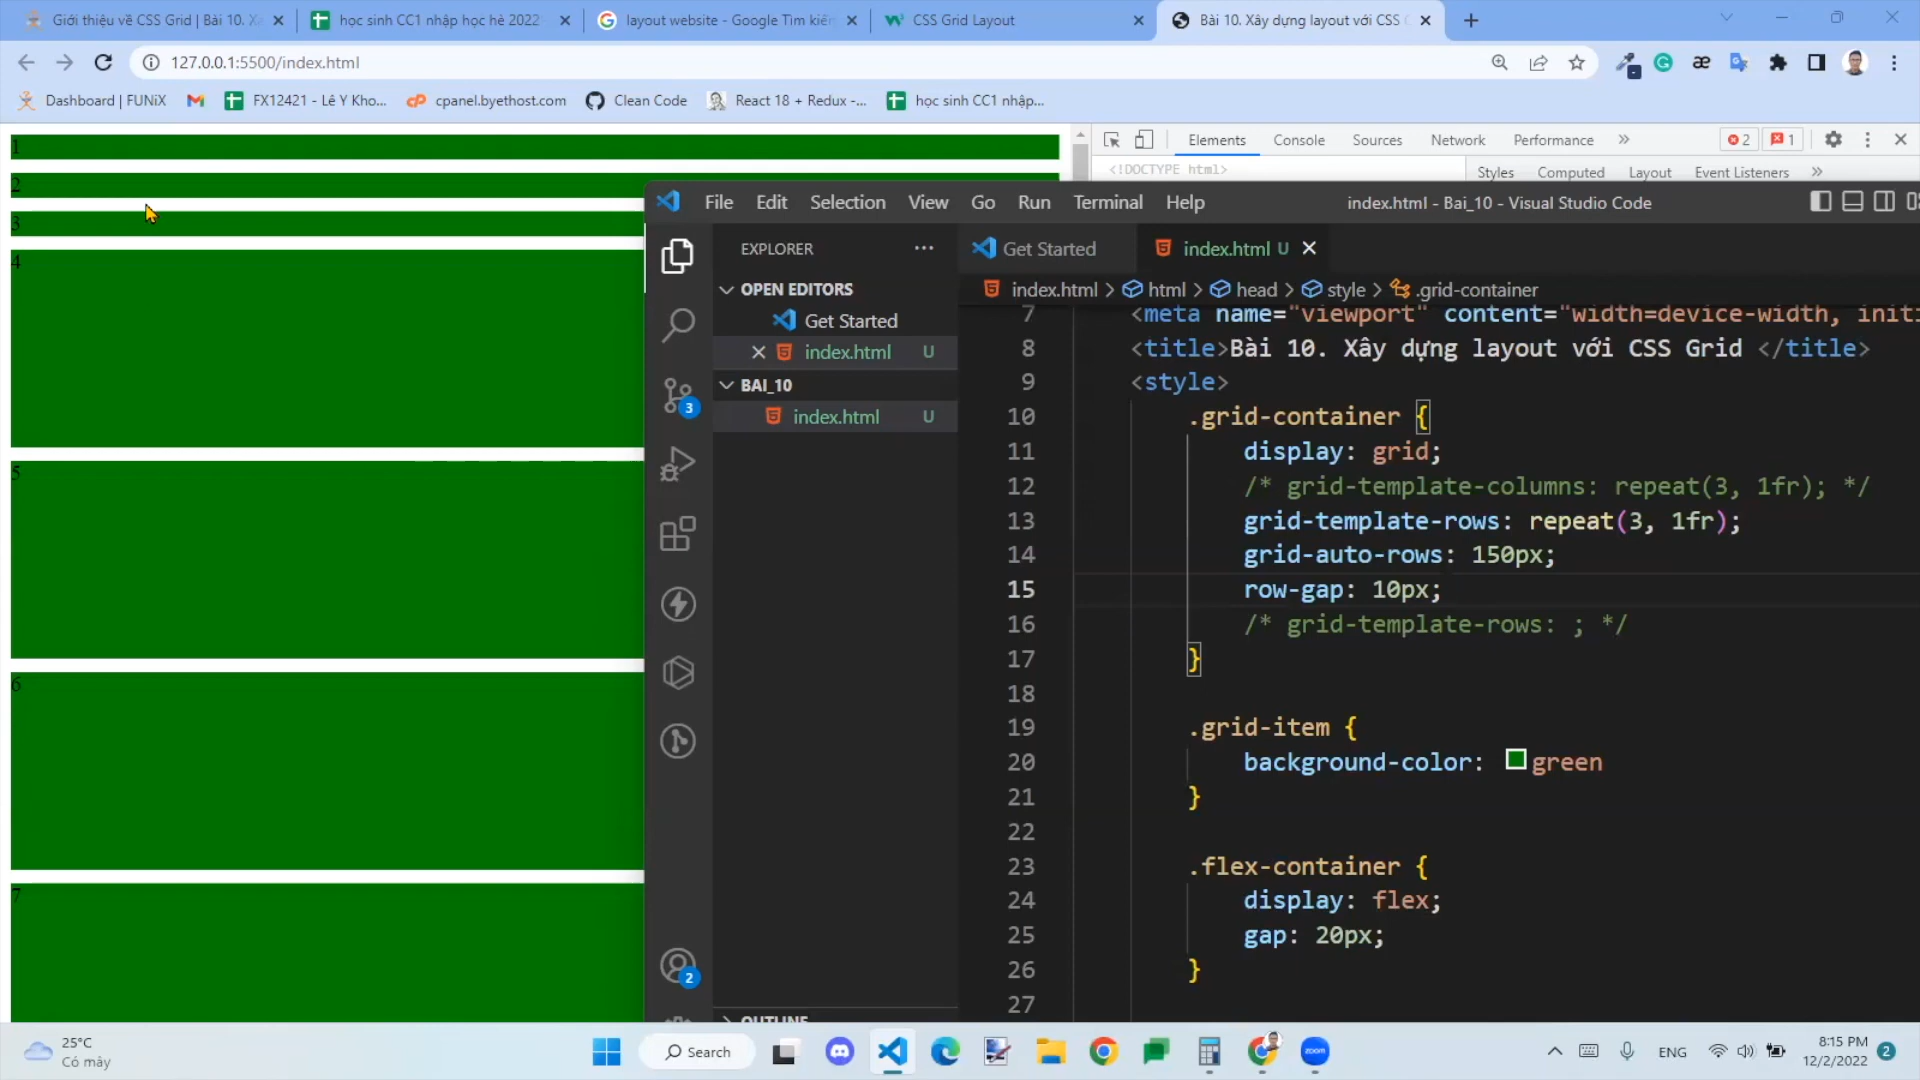 Giới thiệu về CSS Grid | Bài 10. X
học sinh CC1 nhập học hè 2022
layout website - Google Tìm kiến
CSS Grid Layout
Bài 10. Xây dựng layout với CSS G
127.0.0.1:5500/index.html
Dashboard | FUNiX
FX12421 - Lê Y Kho...
cpanel.byethost.com
Clean Code
React 18 + Redux -...
học sinh CC1 nhập...
1
2
3
4
5
6
7
Elements Console Sources Network Performance » 2 1
<!DOCTYPE html>
Styles Computed Layout Event Listeners »
File Edit Selection View Go Run Terminal Help
index.html - Bai_10 - Visual Studio Code
EXPLORER
OPEN EDITORS
Get Started
index.html U
BAI_10
index.html U
OUTLINE
3
2
Get Started
index.html U
index.html > html > head > style > .grid-container
7 <meta name="viewport" content="width=device-width, initi
8 <title>Bài 10. Xây dựng layout với CSS Grid </title>
9 <style>
10 .grid-container {
11 display: grid;
12 /* grid-template-columns: repeat(3, 1fr); */
13 grid-template-rows: repeat(3, 1fr);
14 grid-auto-rows: 150px;
15 row-gap: 10px;
16 /* grid-template-rows: ; */
17 }
18
19 .grid-item {
20 background-color: green
21 }
22
23 .flex-container {
24 display: flex;
25 gap: 20px;
26 }
27
25°C
Có mây
Search
zoom
ENG
8:15 PM
12/2/2022
2